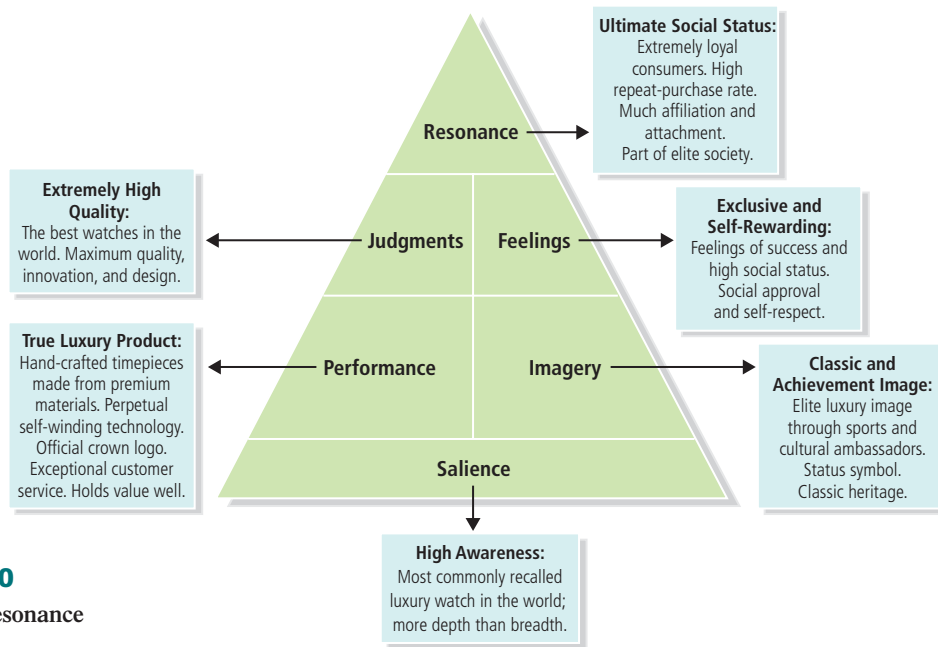 Ultimate Social Status:
Extremely loyal
consumers. High
repeat-purchase rate.
Much affiliation and
attachment.
Part of elite society.
Resonance
Extremely High
Quality:
The best watches in the
world. Maximum quality,
innovation, and design.
Judgments
Feelings
Exclusive and
Self-Rewarding:
Feelings of success and
high social status.
Social approval
and self-respect.
True Luxury Product:
Hand-crafted timepieces
made from premium
materials. Perpetual
self-winding technology.
Official crown logo.
Exceptional customer
service. Holds value well.
Performance
Imagery
Classic and
Achievement Image:
Elite luxury image
through sports and
cultural ambassadors.
Status symbol.
Classic heritage.
Salience
High Awareness:
Most commonly recalled
luxury watch in the world;
more depth than breadth.
0
esonance